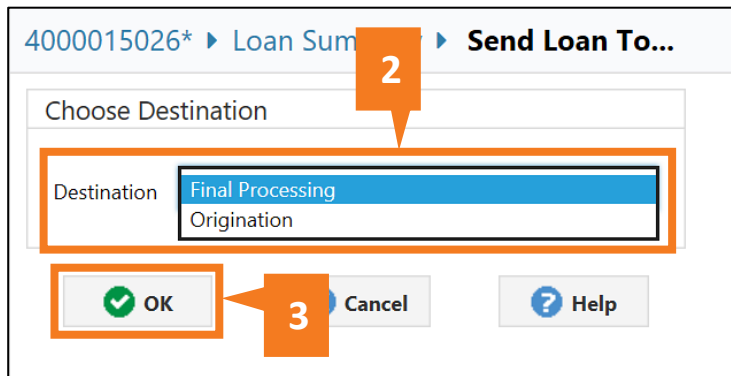 4000015026* Loan Sum Send Loan To...
2
Choose Destination
Destination
Final Processing
Origination
OK
3
Cancel
Help